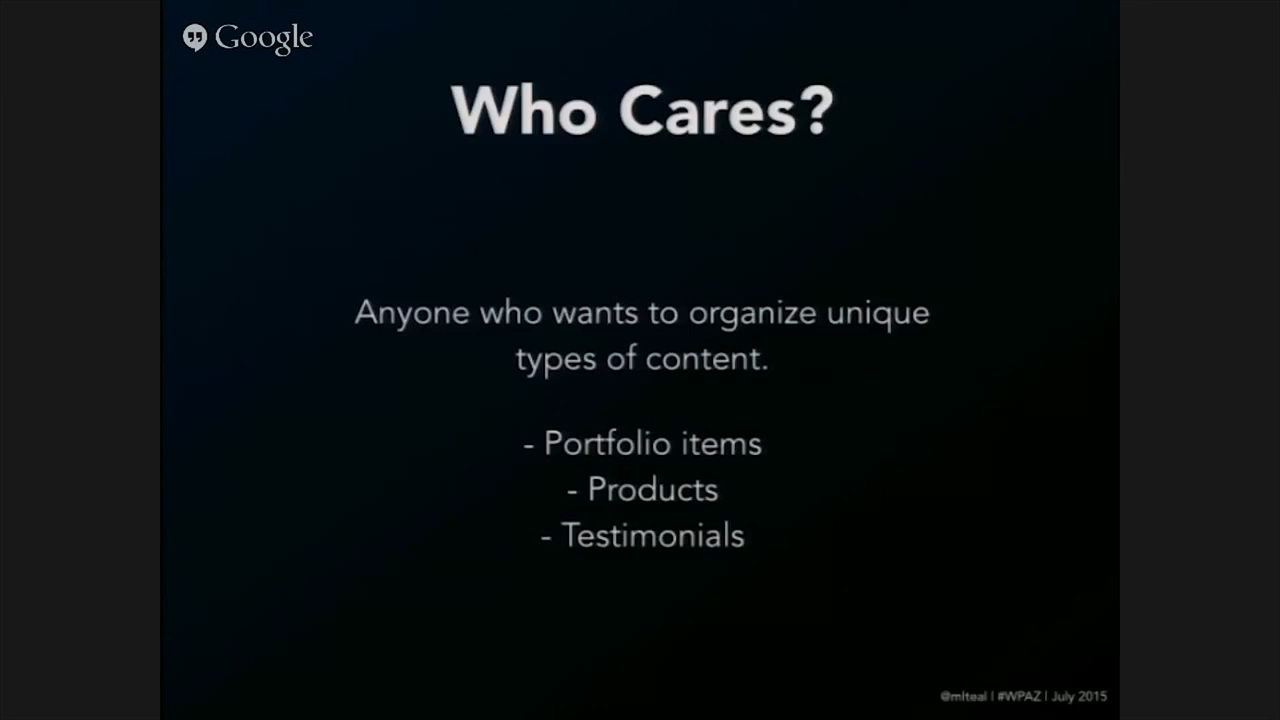 Google
Who Cares?
Anyone who wants to organize unique
types of content.
- Portfolio items
- Products
- Testimonials
@mlteal | #WPAZ | July 2015